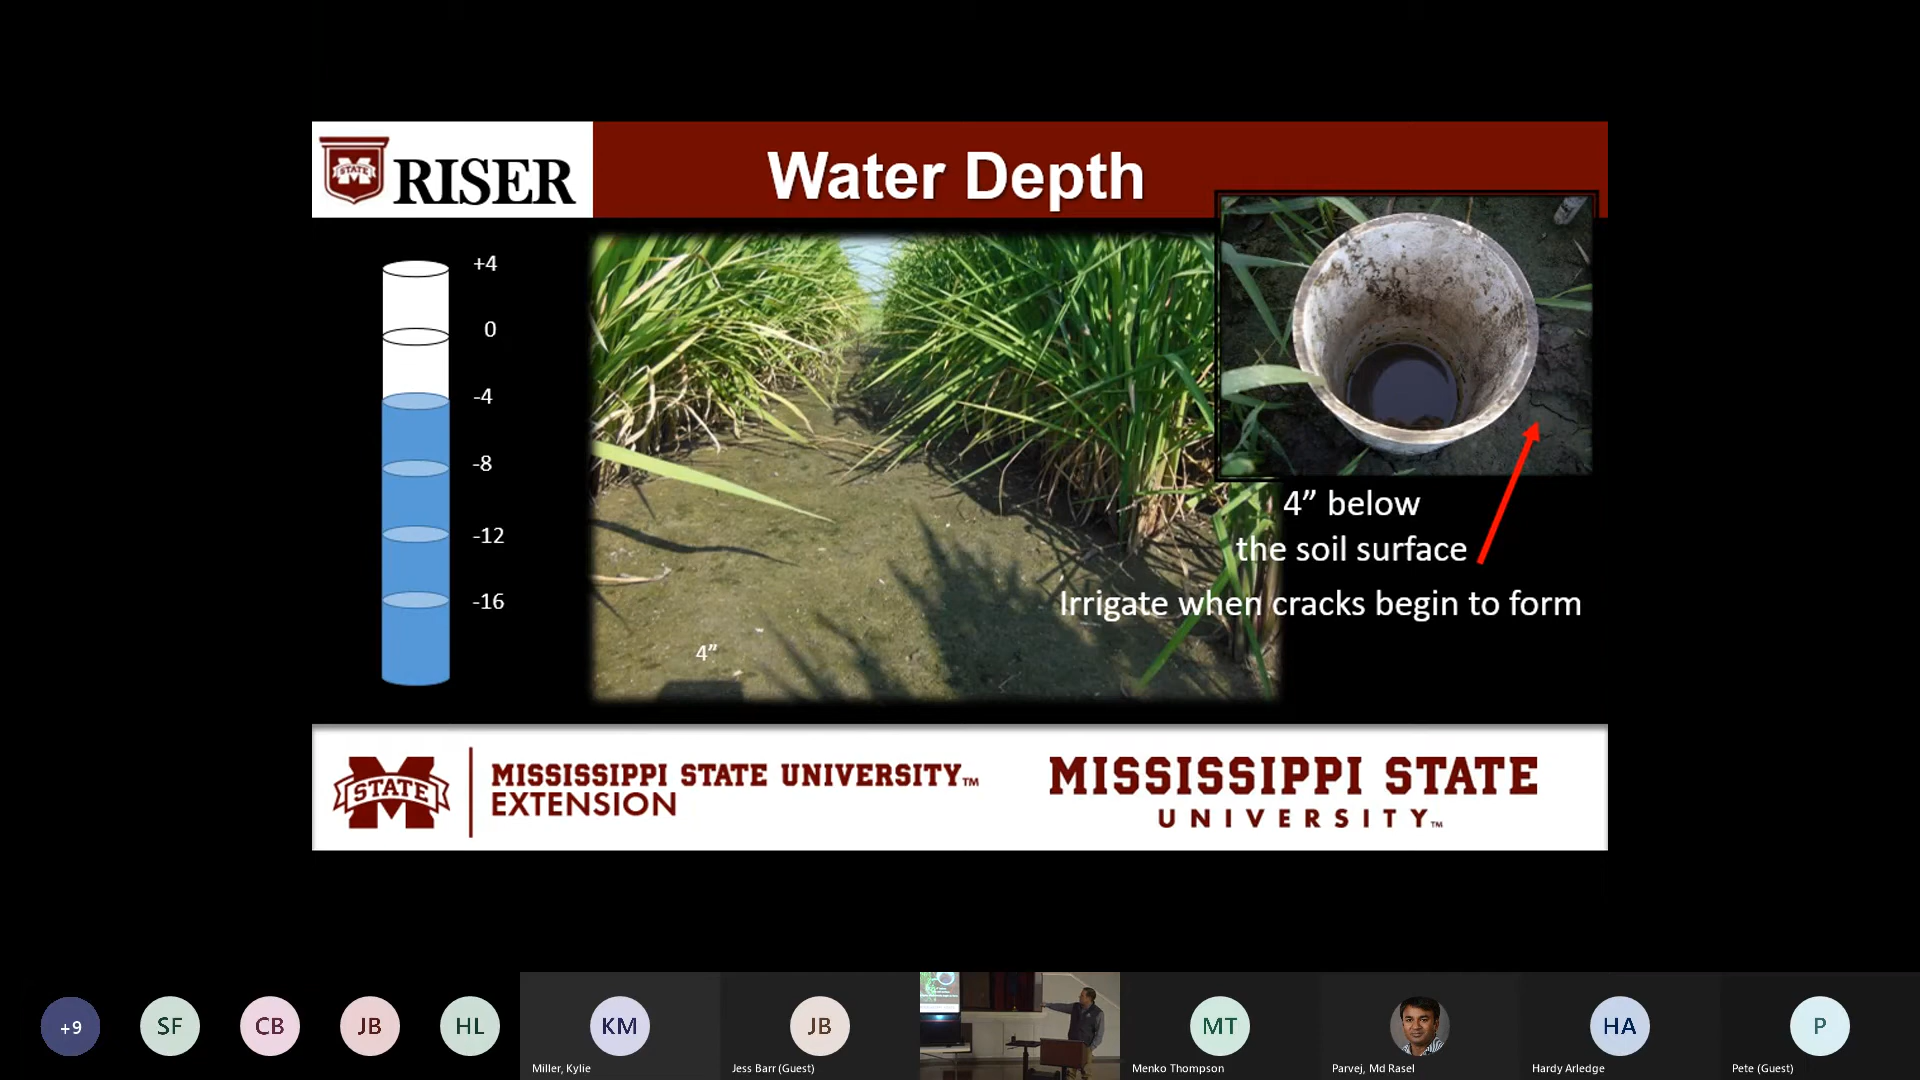 STATE
RISER
Water Depth
+4
0
-4
-8
-12
-16
4”
4” below
the soil surface
Irrigate when cracks begin to form
STATE
MISSISSIPPI STATE UNIVERSITY™
EXTENSION
MISSISSIPPI STATE
UNIVERSITY™
+9
SF
CB
JB
HL
KM
Miller, Kylie
JB
Jess Barr (Guest)
MT
Menko Thompson
Parvej, Md Rasel
HA
Hardy Arledge
P
Pete (Guest)